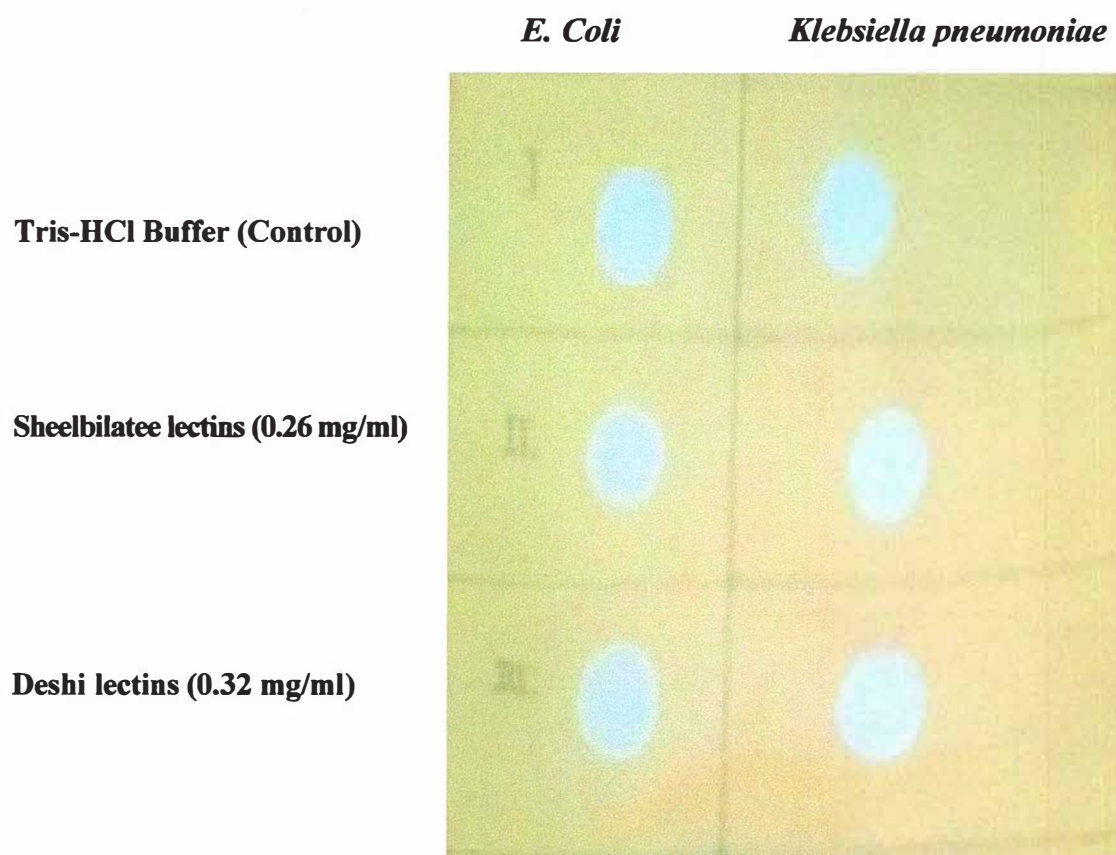 E. Coli Klebsiella pneumoniae
I
Tris-HCl Buffer (Control)
Sheelbilatee lectins (0.26 mg/ml)
II.
Deshi lectins (0.32 mg/ml)
III.